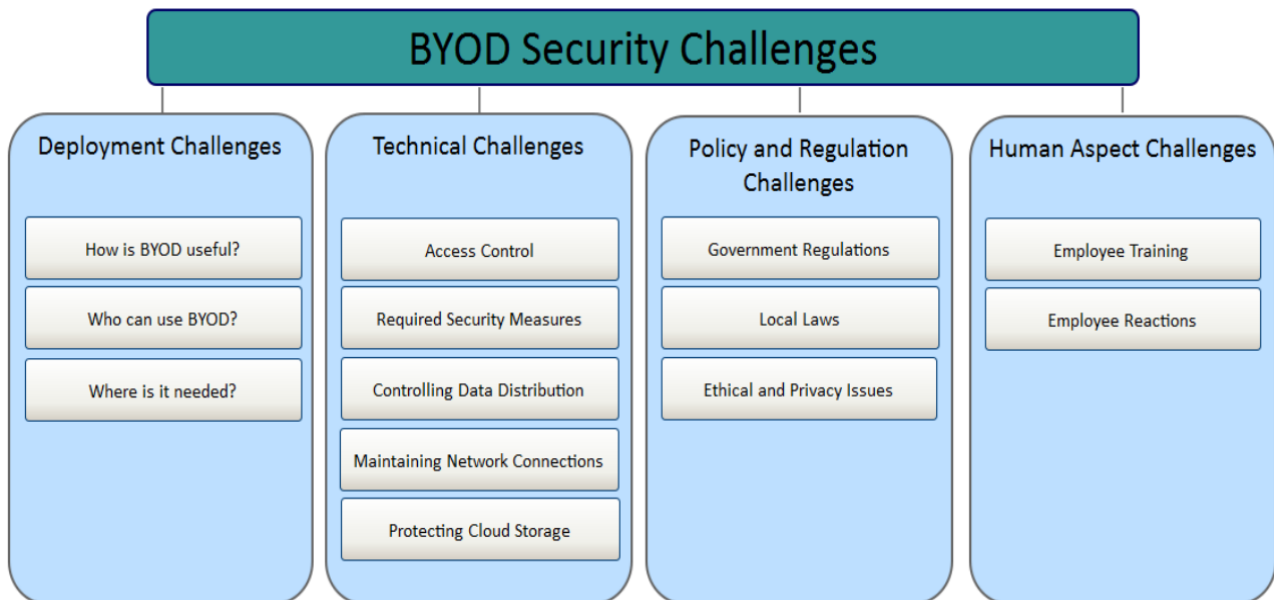 BYOD Security Challenges
Deployment Challenges
How is BYOD useful?
Who can use BYOD?
Where is it needed?
Technical Challenges
Access Control
Required Security Measures
Controlling Data Distribution
Maintaining Network Connections
Protecting Cloud Storage
Policy and Regulation
Challenges
Government Regulations
Local Laws
Ethical and Privacy Issues
Human Aspect Challenges
Employee Training
Employee Reactions